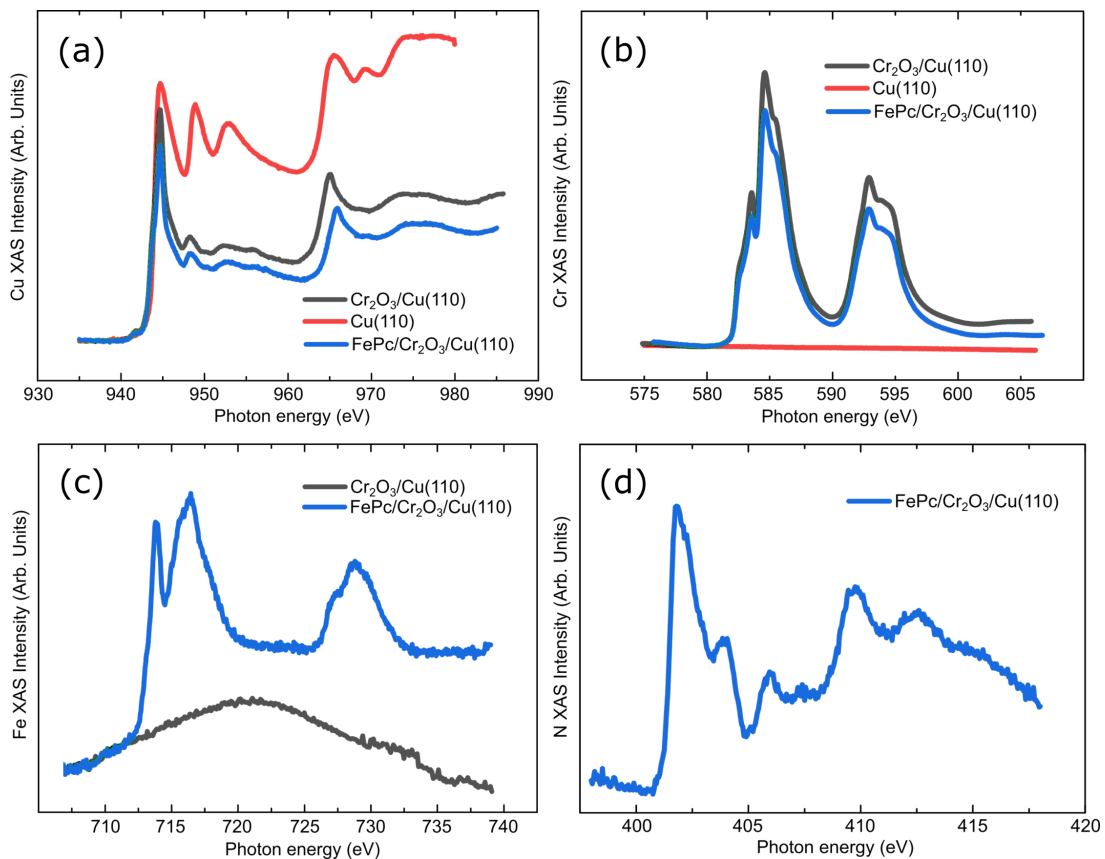 (a)
Cu XAS Intensity (Arb. Units)
Cr₂O₃/Cu(110)
Cu(110)
FePc/Cr₂O₃/Cu(110)
930 940 950 960 970 980 990
Photon energy (eV)
(b)
Cr XAS Intensity (Arb. Units)
Cr₂O₃/Cu(110)
Cu(110)
FePc/Cr₂O₃/Cu(110)
575 580 585 590 595 600 605
Photon energy (eV)
(c)
Fe XAS Intensity (Arb. Units)
Cr₂O₃/Cu(110)
FePc/Cr₂O₃/Cu(110)
710 715 720 725 730 735 740
Photon energy (eV)
(d)
N XAS Intensity (Arb. Units)
FePc/Cr₂O₃/Cu(110)
400 405 410 415 420
Photon energy (eV)